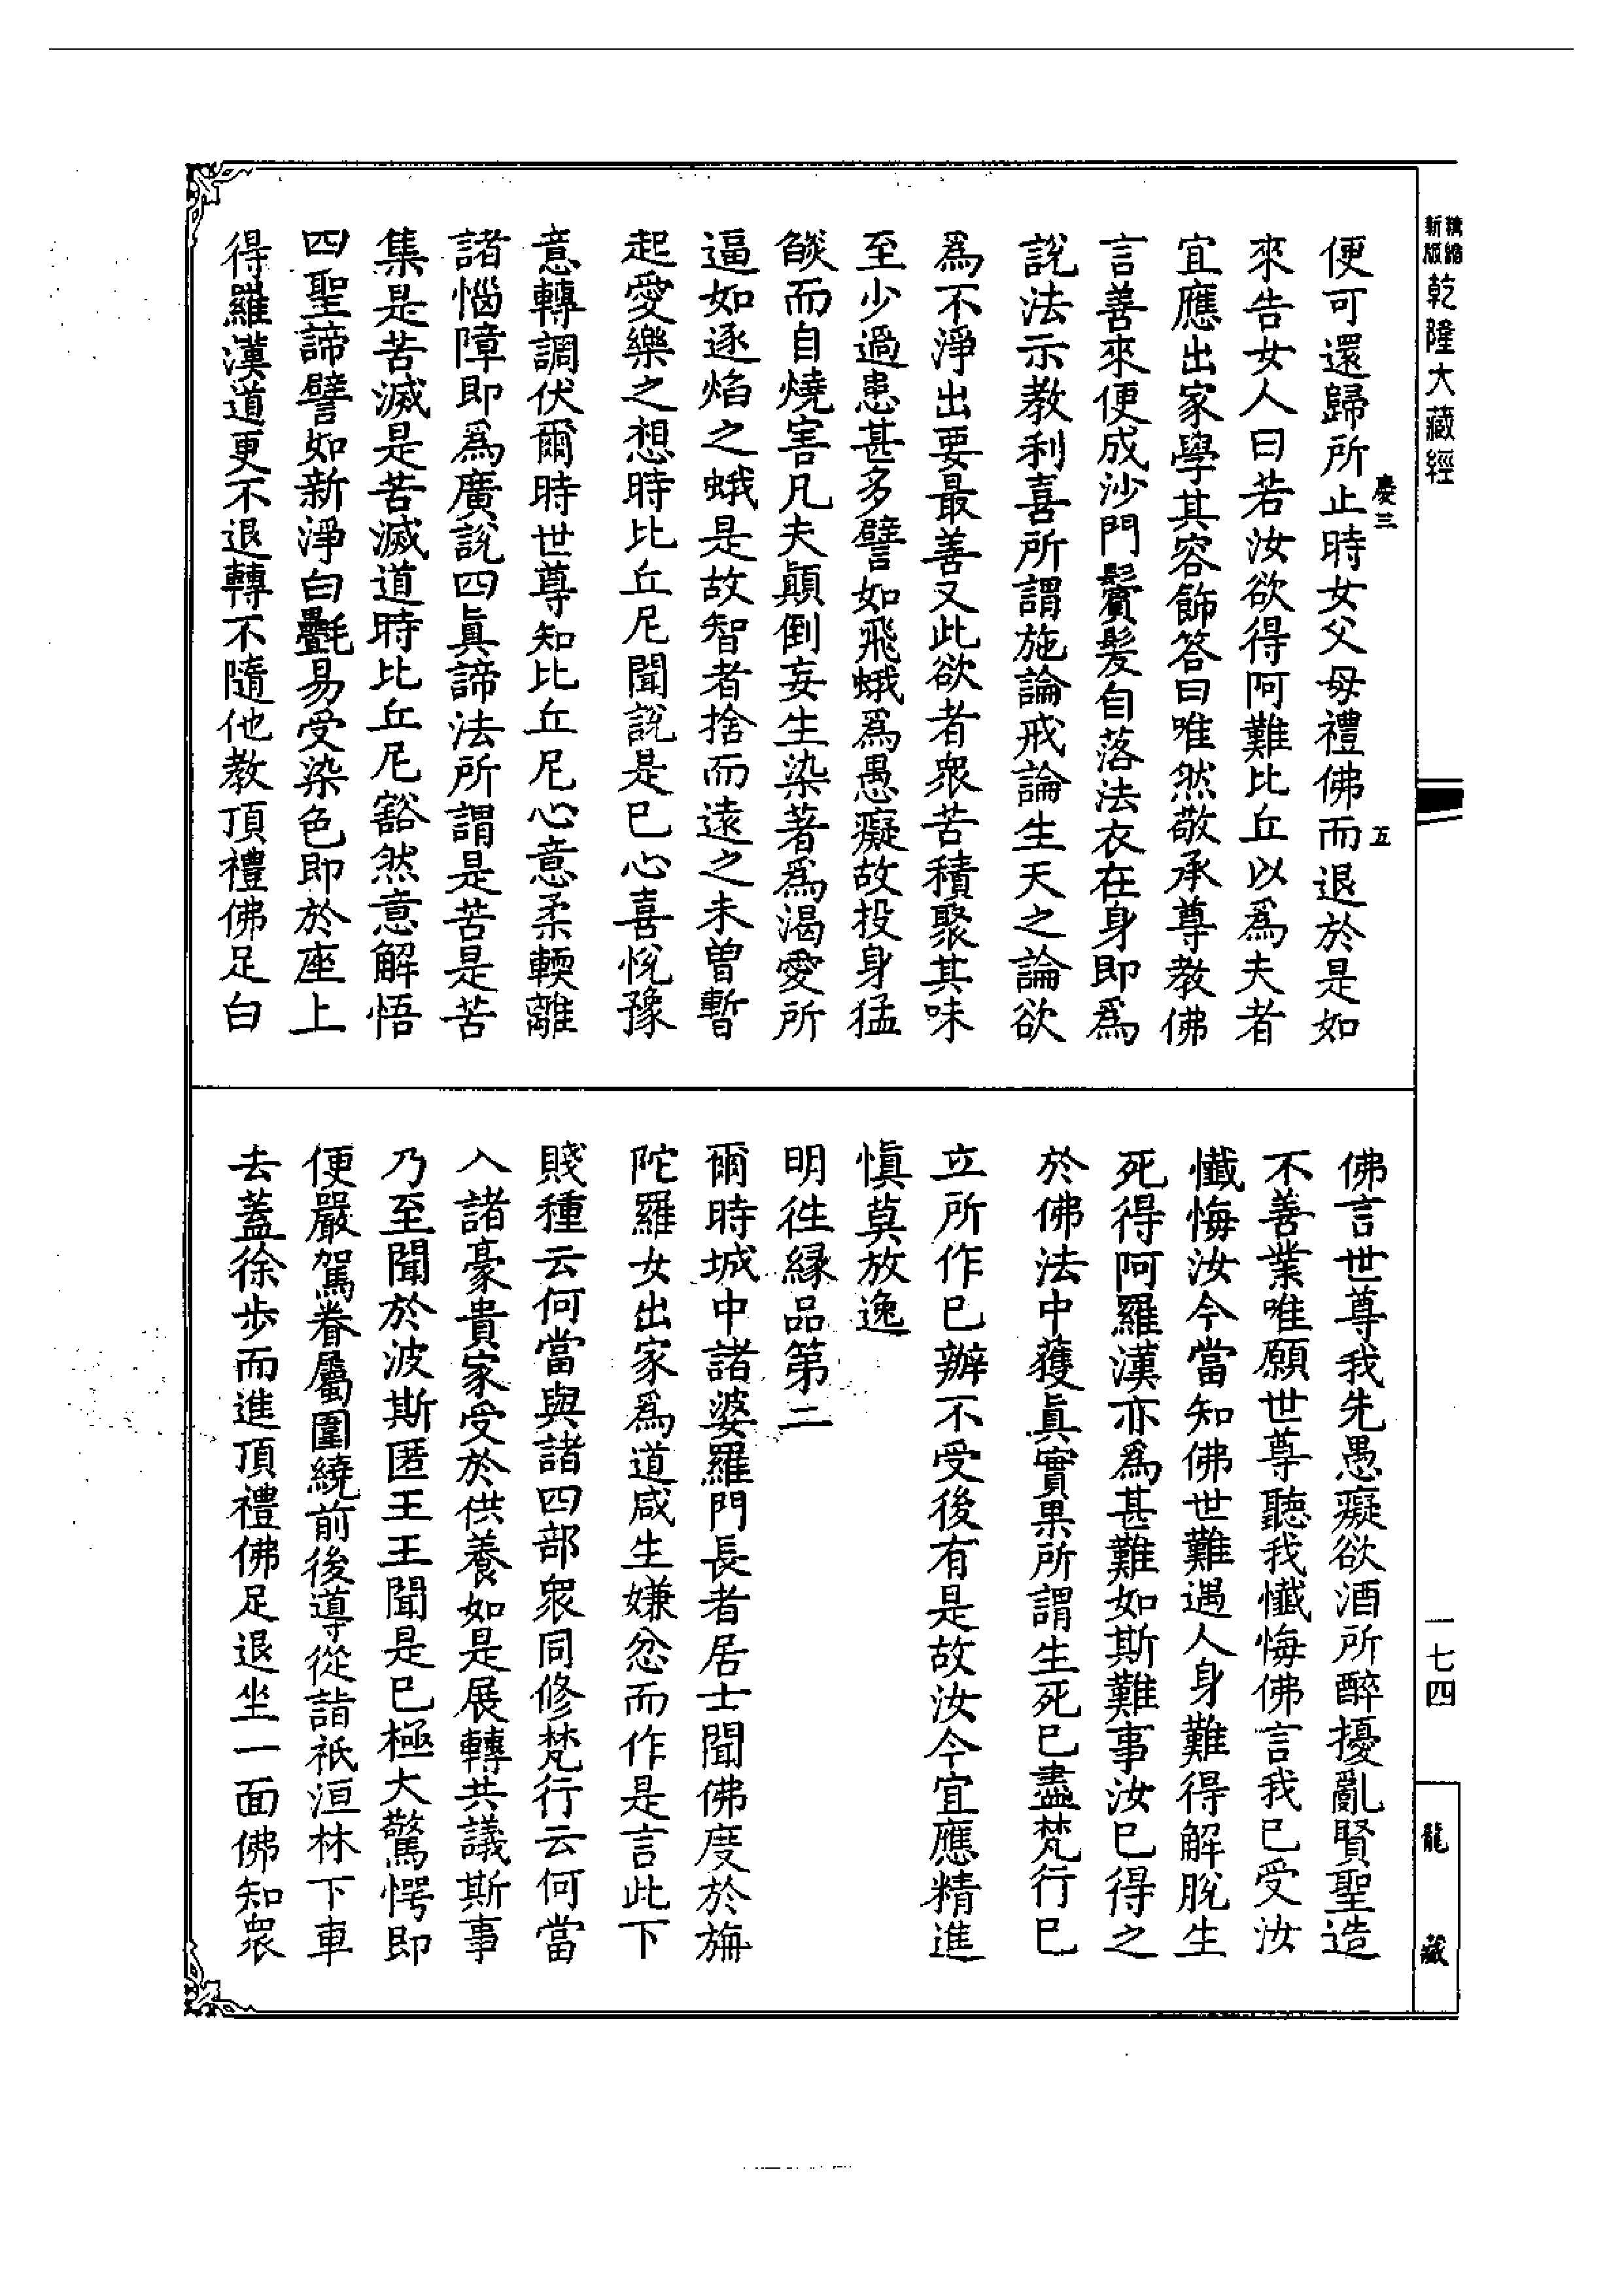 精縮新版乾隆大藏經
慶三
五
便可還歸所止時女父母禮佛而退於是如
來告女人曰若汝欲得阿難比丘以爲夫者
宜應出家學其容飾答曰唯然敬承尊教佛
言善來便成沙門鬚髮自落法衣在身即爲
說法示教利喜所謂施論戒論生天之論欲
爲不淨出要最善又此欲者衆苦積聚其味
至少過患甚多譬如飛蛾爲愚癡故投身猛
燄而自燒害凡夫顛倒妄生染著爲渴愛所
逼如逐焰之蛾是故智者捨而遠之未曾暫
起愛樂之想時比丘尼聞說是已心喜悅豫
意轉調伏爾時世尊知比丘尼心意柔輭離
諸惱障即爲廣說四眞諦法所謂是苦是苦
集是苦滅是苦滅道時比丘尼豁然意解悟
四聖諦譬如新淨白氎易受染色即於座上
得羅漢道更不退轉不隨他教頂禮佛足白
佛言世尊我先愚癡欲酒所醉擾亂賢聖造
不善業唯願世尊聽我懺悔佛言我已受汝
懺悔汝今當知佛世難遇人身難得解脫生
死得阿羅漢亦爲甚難如斯難事汝已得之
於佛法中獲眞實果所謂生死已盡梵行已
立所作已辦不受後有是故汝今宜應精進
愼莫放逸
明徃緣品第二
爾時城中諸婆羅門長者居士聞佛度於旃
陀羅女出家爲道咸生嫌忿而作是言此下
賤種云何當與諸四部衆同修梵行云何當
入諸豪貴家受於供養如是展轉共議斯事
乃至聞於波斯匿王王聞是已極大驚愕即
便嚴駕眷屬圍繞前後導從詣祇洹林下車
去蓋徐步而進頂禮佛足退坐一面佛知衆
一七四
龍藏